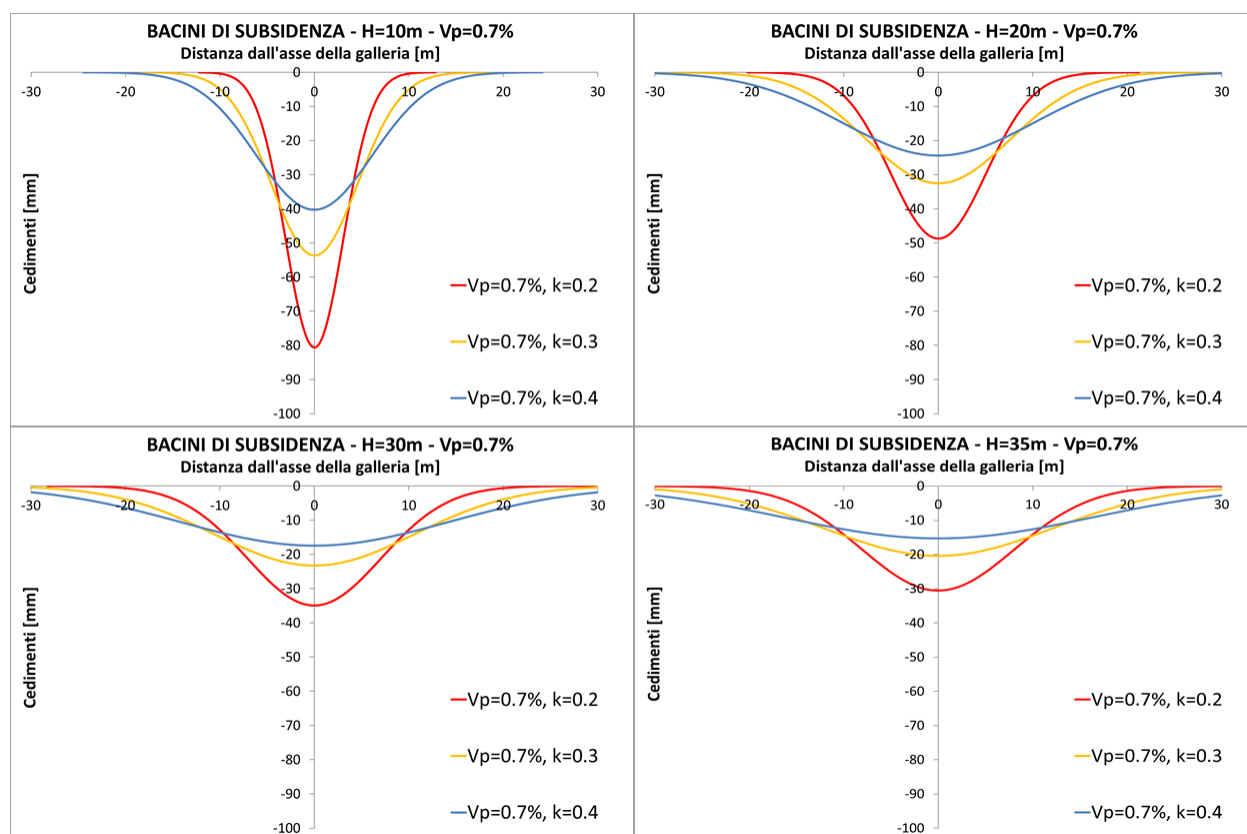 BACINI DI SUBSIDENZA - H=10m - Vp=0.7%
Distanza dall'asse della galleria [m]
-30 -20 -10 0 10 20 30
0
-10
-20
-30
-40
-50
-60
-70
-80
-90
-100
Cedimenti [mm]
Vp=0.7%, k=0.2
Vp=0.7%, k=0.3
Vp=0.7%, k=0.4
BACINI DI SUBSIDENZA - H=20m - Vp=0.7%
Distanza dall'asse della galleria [m]
-30 -20 -10 0 10 20 30
0
-10
-20
-30
-40
-50
-60
-70
-80
-90
-100
Cedimenti [mm]
Vp=0.7%, k=0.2
Vp=0.7%, k=0.3
Vp=0.7%, k=0.4
BACINI DI SUBSIDENZA - H=30m - Vp=0.7%
Distanza dall'asse della galleria [m]
-30 -20 -10 0 10 20 30
0
-10
-20
-30
-40
-50
-60
-70
-80
-90
-100
Cedimenti [mm]
Vp=0.7%, k=0.2
Vp=0.7%, k=0.3
Vp=0.7%, k=0.4
BACINI DI SUBSIDENZA - H=35m - Vp=0.7%
Distanza dall'asse della galleria [m]
-30 -20 -10 0 10 20 30
0
-10
-20
-30
-40
-50
-60
-70
-80
-90
-100
Cedimenti [mm]
Vp=0.7%, k=0.2
Vp=0.7%, k=0.3
Vp=0.7%, k=0.4